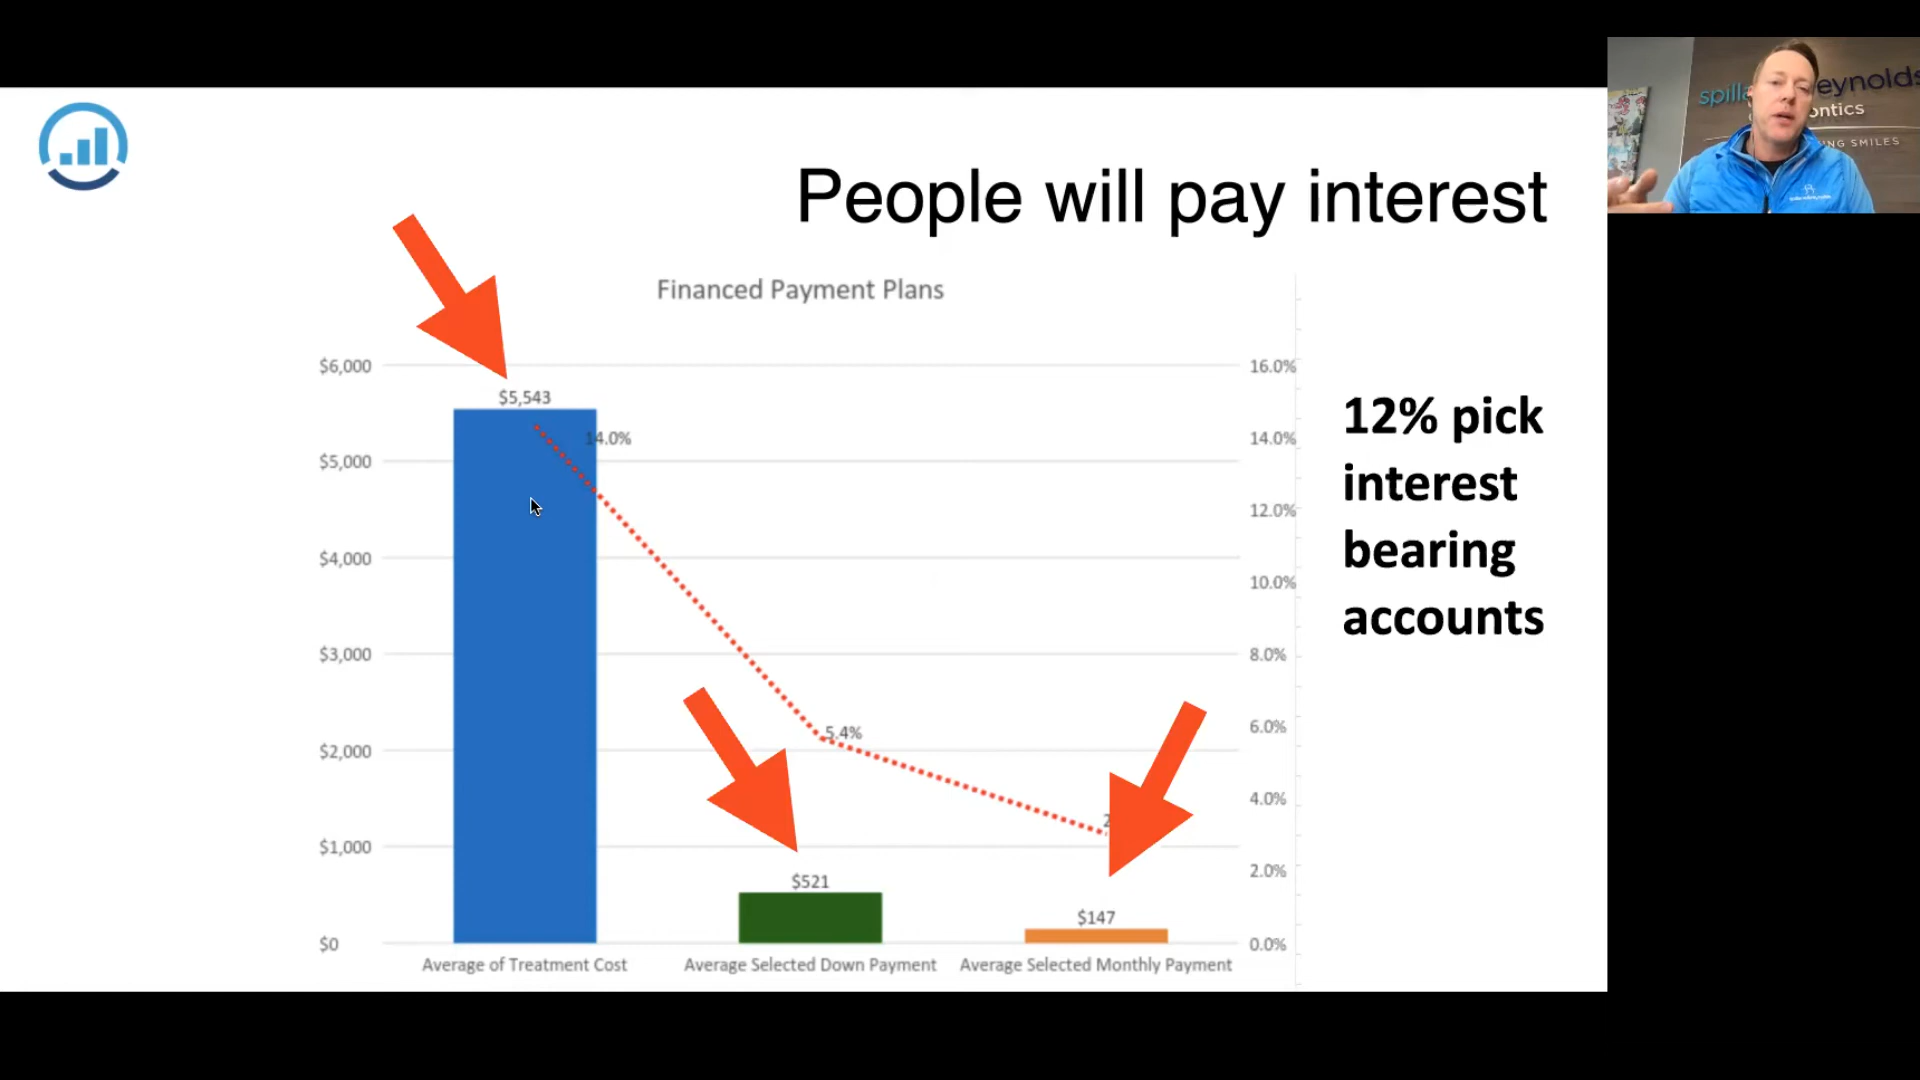 People will pay interest
Financed Payment Plans
$6,000
$5,000
$4,000
$3,000
$2,000
$1,000
$0
$5,543
14.0%
5.4%
$521
$147
16.0%
14.0%
12.0%
10.0%
8.0%
6.0%
4.0%
2.0%
0.0%
Average of Treatment Cost
Average Selected Down Payment
Average Selected Monthly Payment
12% pick
interest
bearing
accounts
SMILES